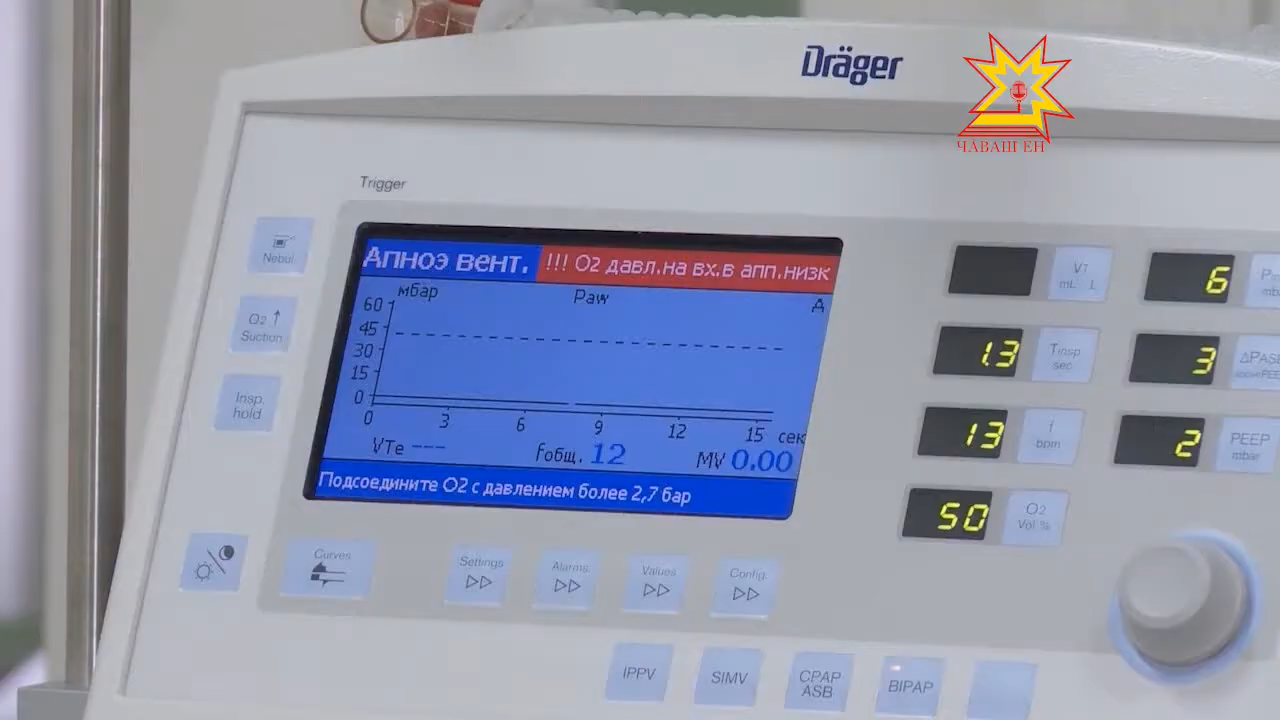 Dräger
ЧАВАШ ЕН
Trigger
Nebul.
O2 ↑
Suction
Insp.
hold
Апноэ вент.
!!! O2 давл.на вх.в апп.низк
мбар
Paw
60
45
30
15
0
0 3 6 9 12 15 сек
VTe ---
fобщ. 12
MV 0.00
Подсоедините O2 с давлением более 2,7 бар
VT
mL L
6
1.3
Tinsp
sec
3
13
f
bpm
2
PEEP
mbar
50
O2
Vol.%
Curves
Settings
Alarms
Values
Config.
IPPV
SIMV
CPAP
ASB
BIPAP